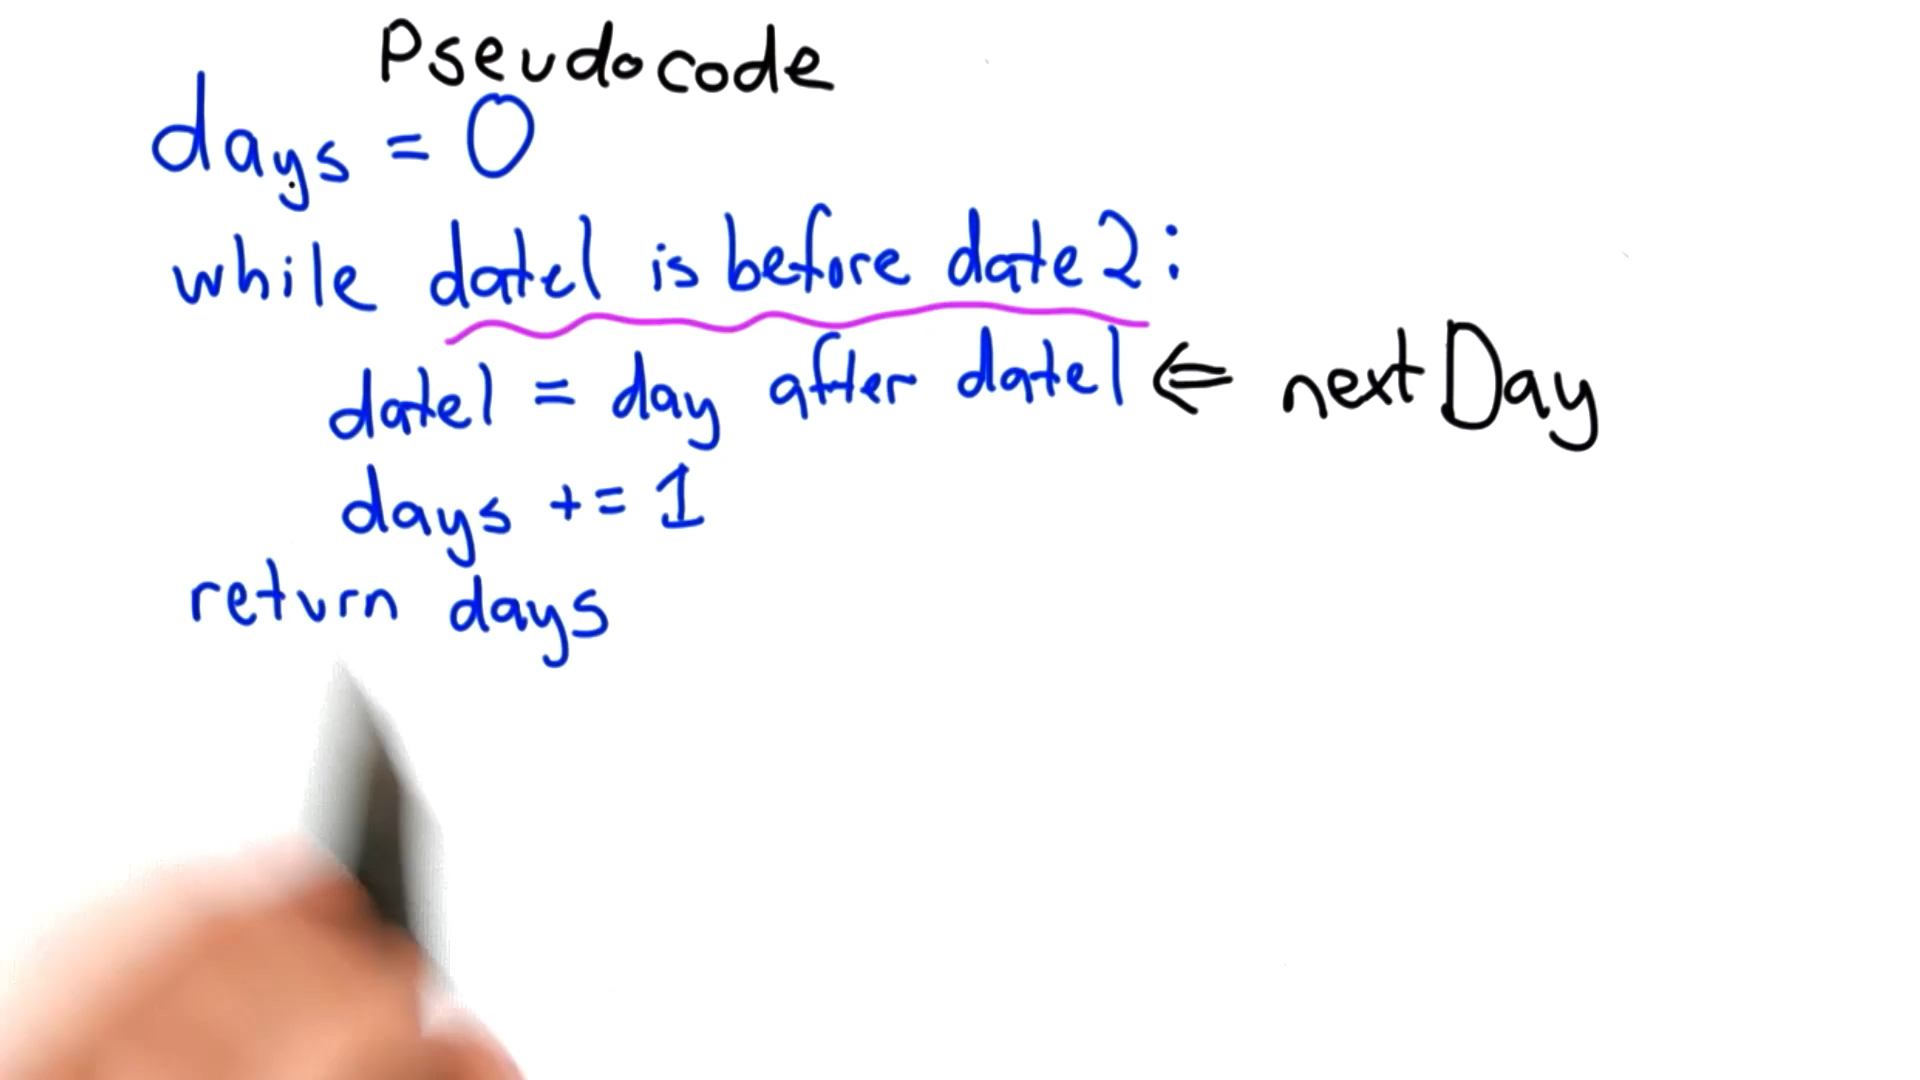 Pseudocode
days = 0
while date1 is before date2:
date1 = day after date1 ⇐ nextDay
days += 1
return days